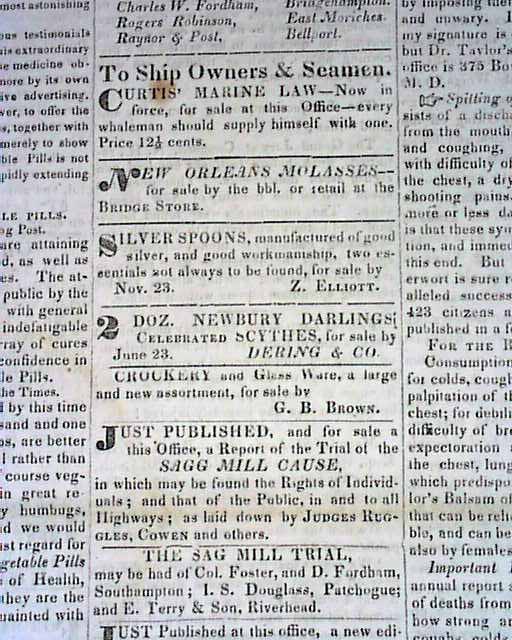 most astonishing
ous testimonials
his extraordinary
e medicine ob-
more by its own
ive advertising.
ver, to offer the
s, together with
merely to show
ble Pills is not
pidly extending
LE PILLS.
ng Post.
are attaining
d, as well as
es. The at-
public by the
with general
indefatigable
ray of cures
confidence in
le Pills.
the Times.
d by this time
sand and one
os, are better
l rather than
course veg-
in great re-
y humbugs,
nd we would
st regard for
getable Pills
s of Health,
they are the
uainted with
Charles W. Fordham, Bridgehampton.
Rogers Robinson, East Moriches.
Raynor & Post, Bellport.
To Ship Owners & Seamen.
CURTIS' MARINE LAW—Now in
force, for sale at this Office—every
whaleman should supply himself with one.
Price 12½ cents.
NEW ORLEANS MOLASSES—
for sale by the bbl. or retail at the
BRIDGE STORE.
SILVER SPOONS, manufactured of good
silver, and good workmanship, two es-
sentials not always to be found, for sale by
Nov. 23. Z. ELLIOTT.
2 DOZ. NEWBURY DARLINGS'
CELEBRATED SCYTHES, for sale by
June 23. DERING & CO.
CROCKERY and Glass Ware, a large
and new assortment, for sale by
G. B. BROWN.
JUST PUBLISHED, and for sale a
this Office, a Report of the Trial of the
SAGG MILL CAUSE,
in which may be found the Rights of Individ-
uals; and that of the Public, in and to all
Highways; as laid down by JUDGES RUG-
GLES, COWEN and others.
THE SAG MILL TRIAL,
may be had of Col. Foster, and D. Fordham,
Southampton; I. S. Douglass, Patchogue;
and E. Terry & Son, Riverhead.
JUST Published at this office, a new edi-
by imposing
and unwary. I
my signature is
but Dr. Taylor's
office is 375 Bo
M. D.
☞ Spitting o
sists of a discha
from the mouth
and coughing,
with difficulty of
the chest, a dry
shooting pains
more or less da
is that these sym
tion, and immed
this end. But
erwort is sure r
alleled success
423 citizens a
published in a f
FOR THE R
Consumption
for colds, cough
palpitation of t
chest; for debili
difficulty of bre
expectoration
the chest, lung
which predispo
lor's Balsam of
that can be reli
ble, and can be
also by females
Important
annual report
of deaths from
how strong ar